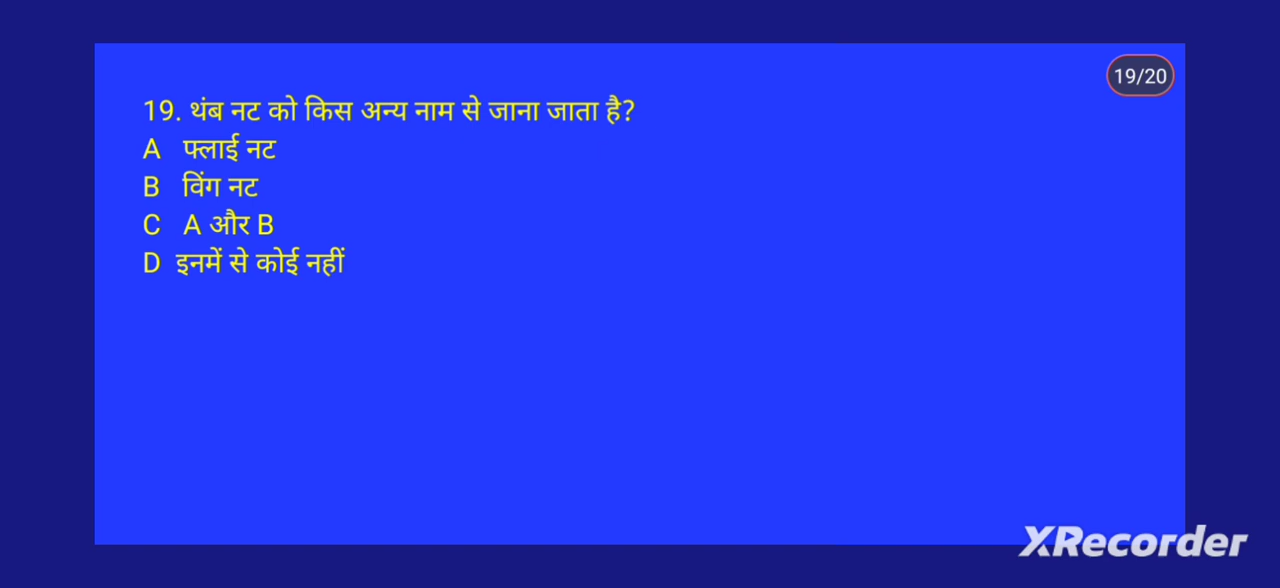 19/20
19. थंब नट को किस अन्य नाम से जाना जाता है?
A फ्लाई नट
B विंग नट
C A और B
D इनमें से कोई नहीं
XRecorder